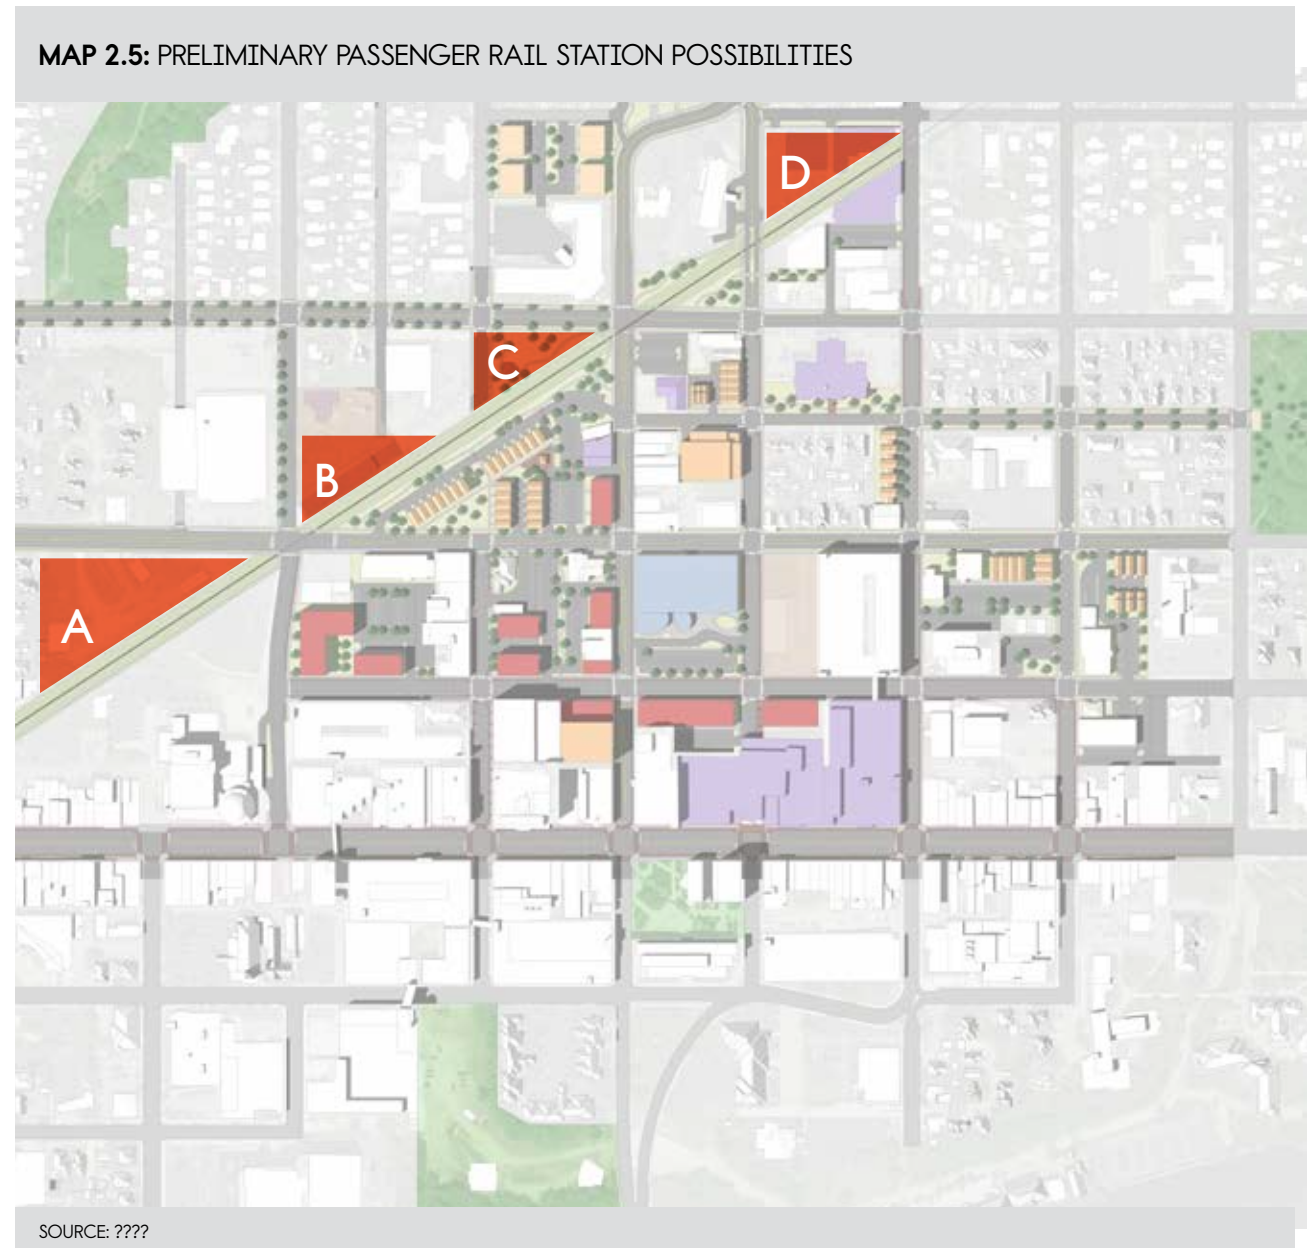 MAP 2.5: PRELIMINARY PASSENGER RAIL STATION POSSIBILITIES
D
C
B
A
SOURCE: ????